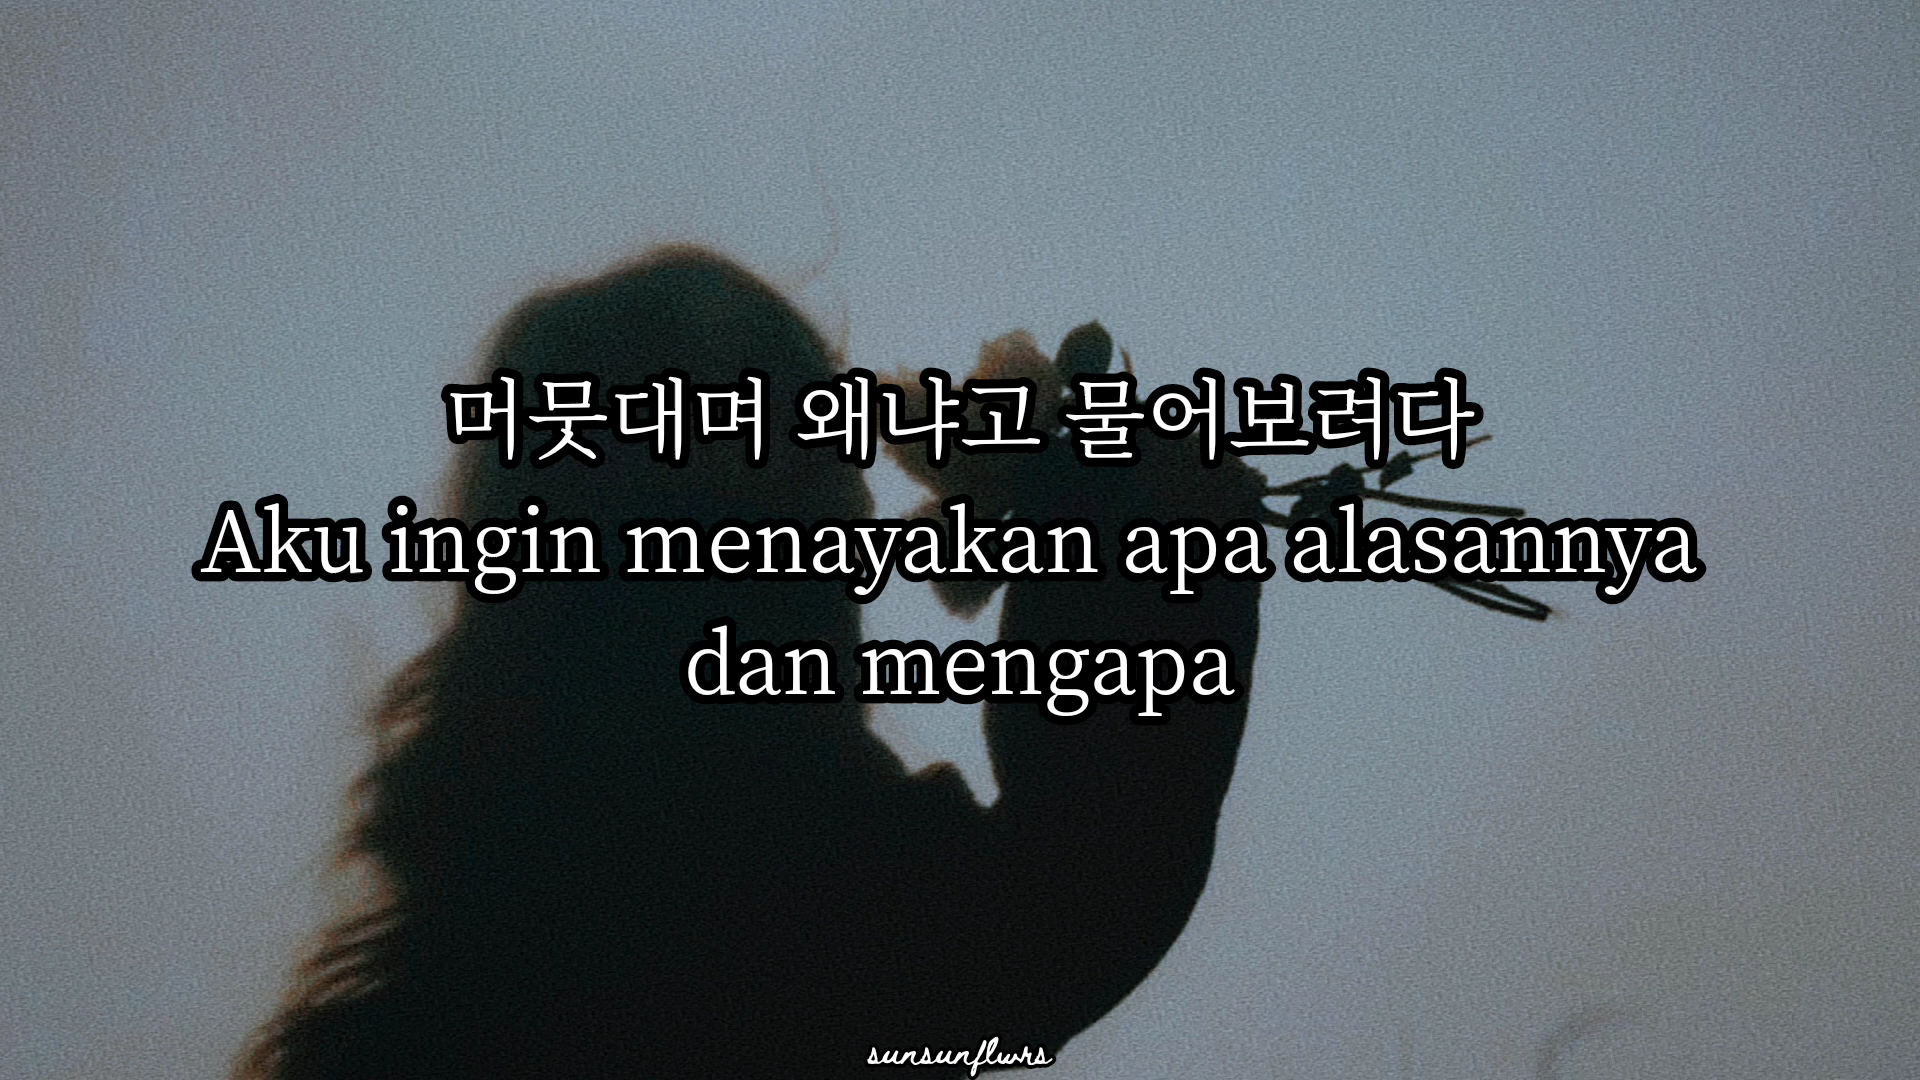 머뭇대며 왜냐고 물어보려다
Aku ingin menayakan apa alasannya
dan mengapa
sunsunflwrs